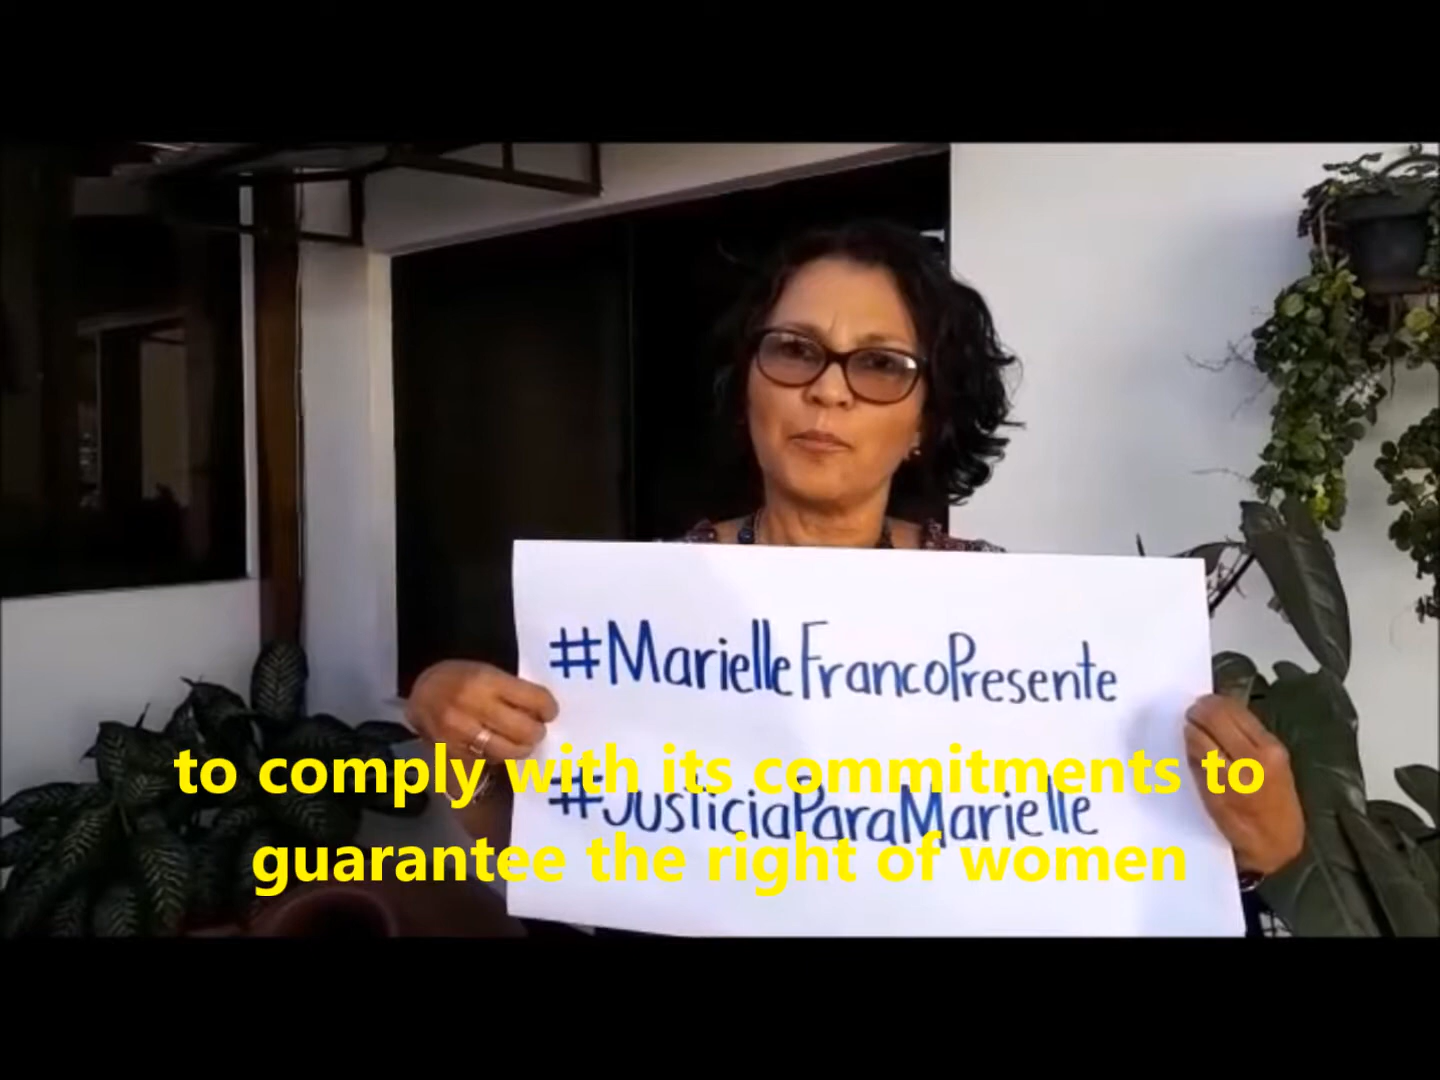 #MarielleFrancoPresente
to comply with its commitments to
#JusticiaParaMarielle
guarantee the right of women